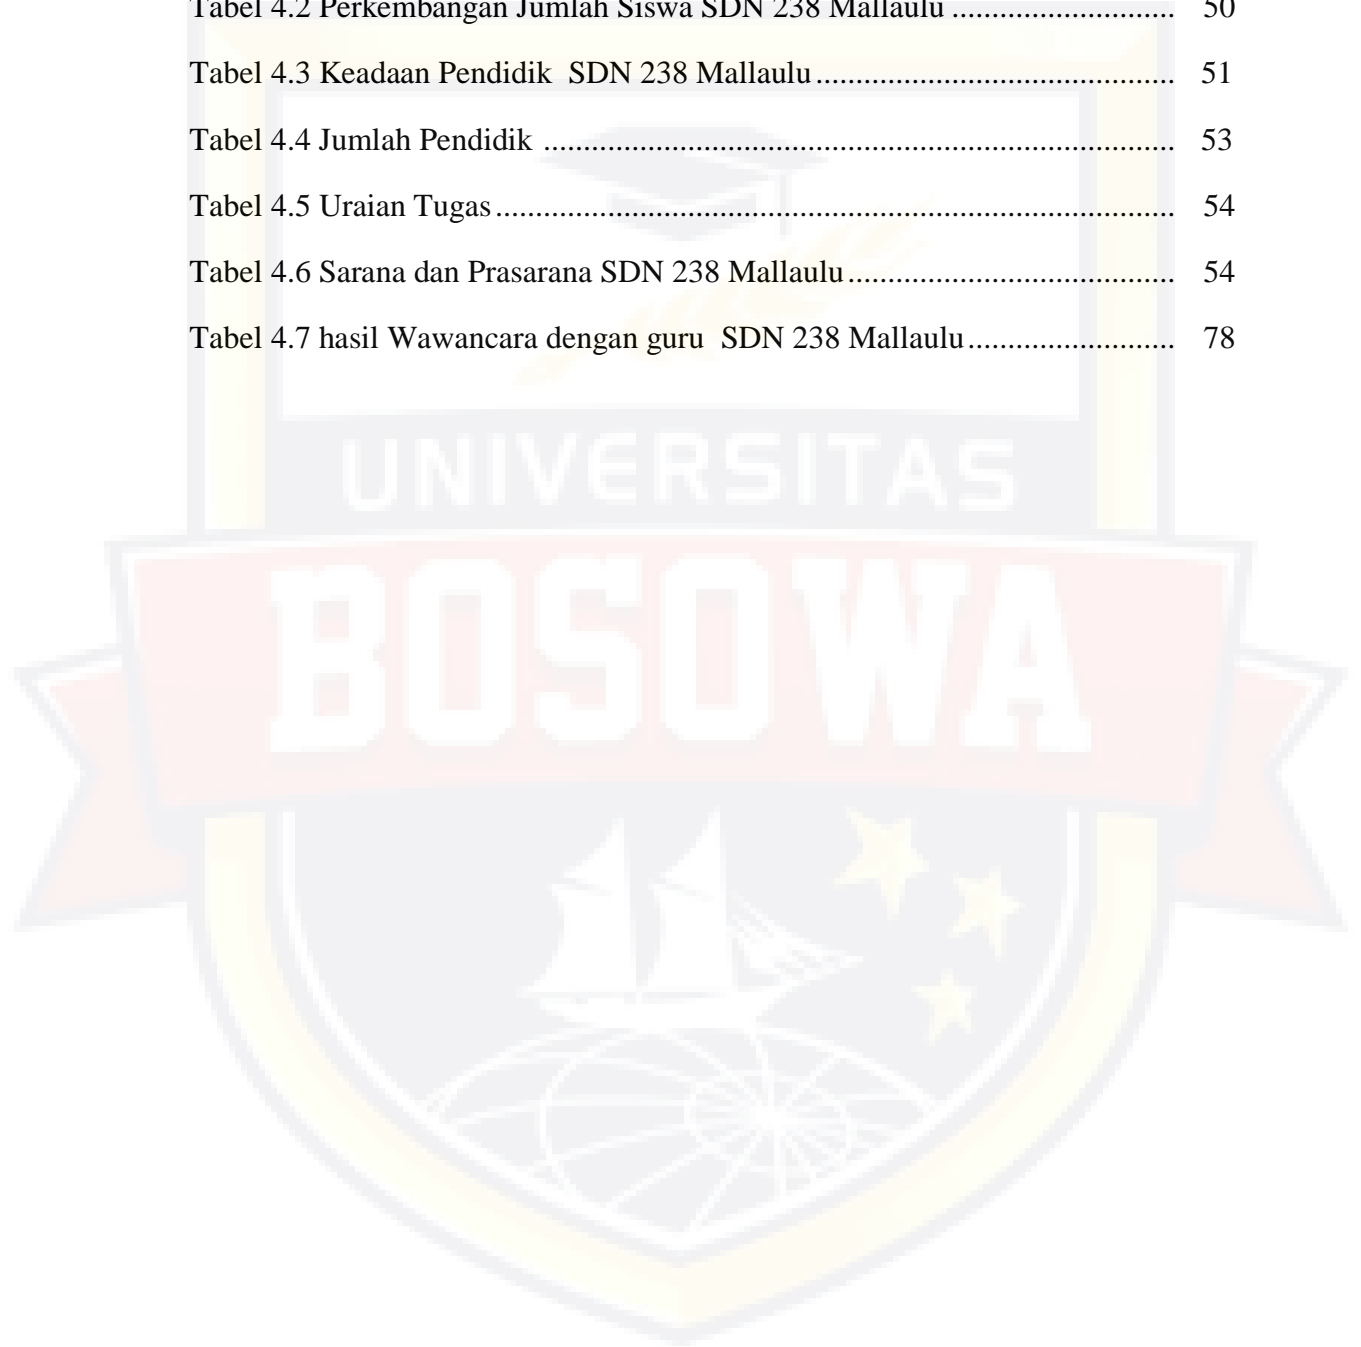 Tabel 4.2 Perkembangan Jumlah Siswa SDN 238 Mallaulu ............................ 50
Tabel 4.3 Keadaan Pendidik  SDN 238 Mallaulu ............................................. 51
Tabel 4.4 Jumlah Pendidik ............................................................................... 53
Tabel 4.5 Uraian Tugas ..................................................................................... 54
Tabel 4.6 Sarana dan Prasarana SDN 238 Mallaulu ......................................... 54
Tabel 4.7 hasil Wawancara dengan guru  SDN 238 Mallaulu .......................... 78
UNIVERSITAS
BOSOWA